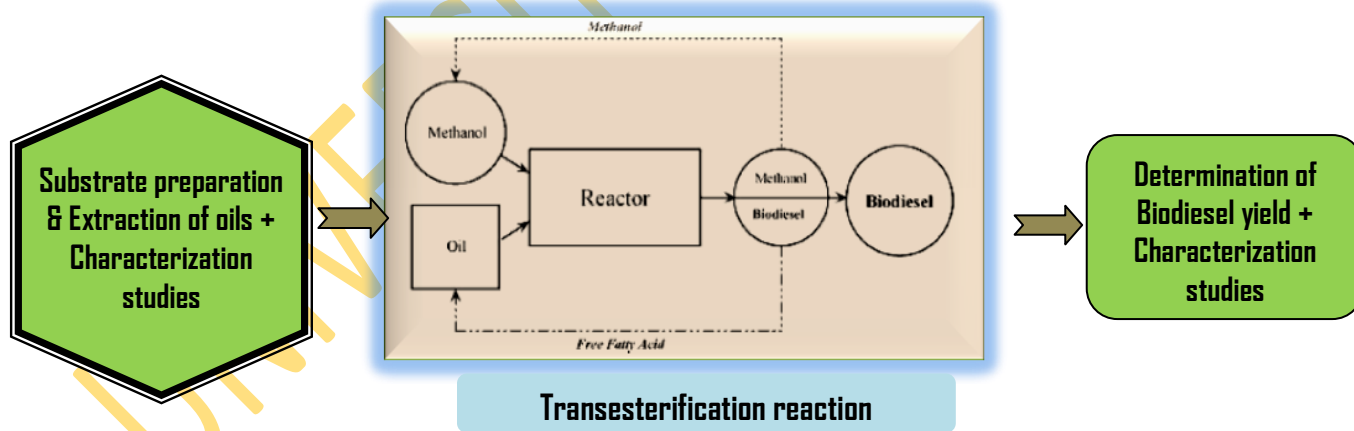 Substrate preparation
& Extraction of oils +
Characterization
studies
Methanol
Methanol
Oil
Reactor
Methanol
Biodiesel
Biodiesel
Free Fatty Acid
Transesterification reaction
Determination of
Biodiesel yield +
Characterization
studies